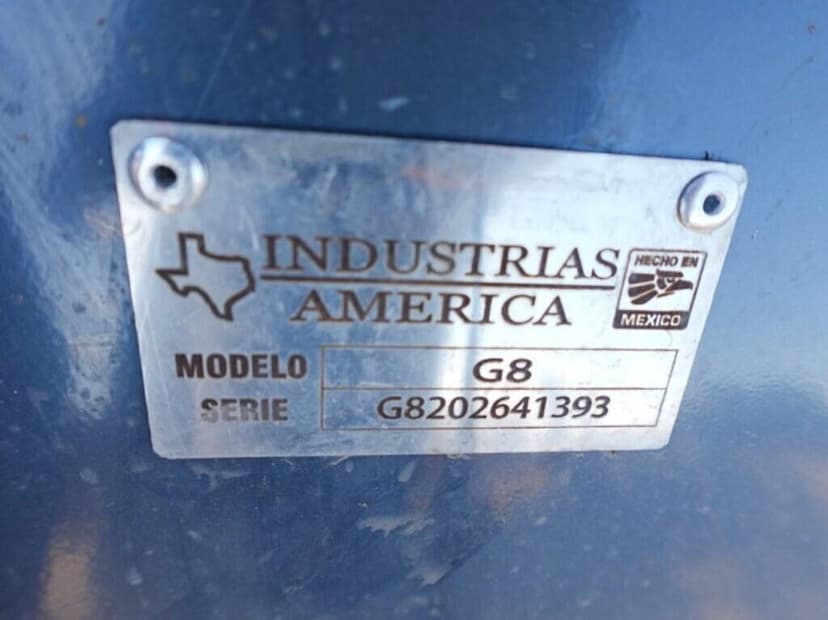 INDUSTRIAS
AMERICA
HECHO EN
MEXICO
MODELO G8
SERIE G8202641393